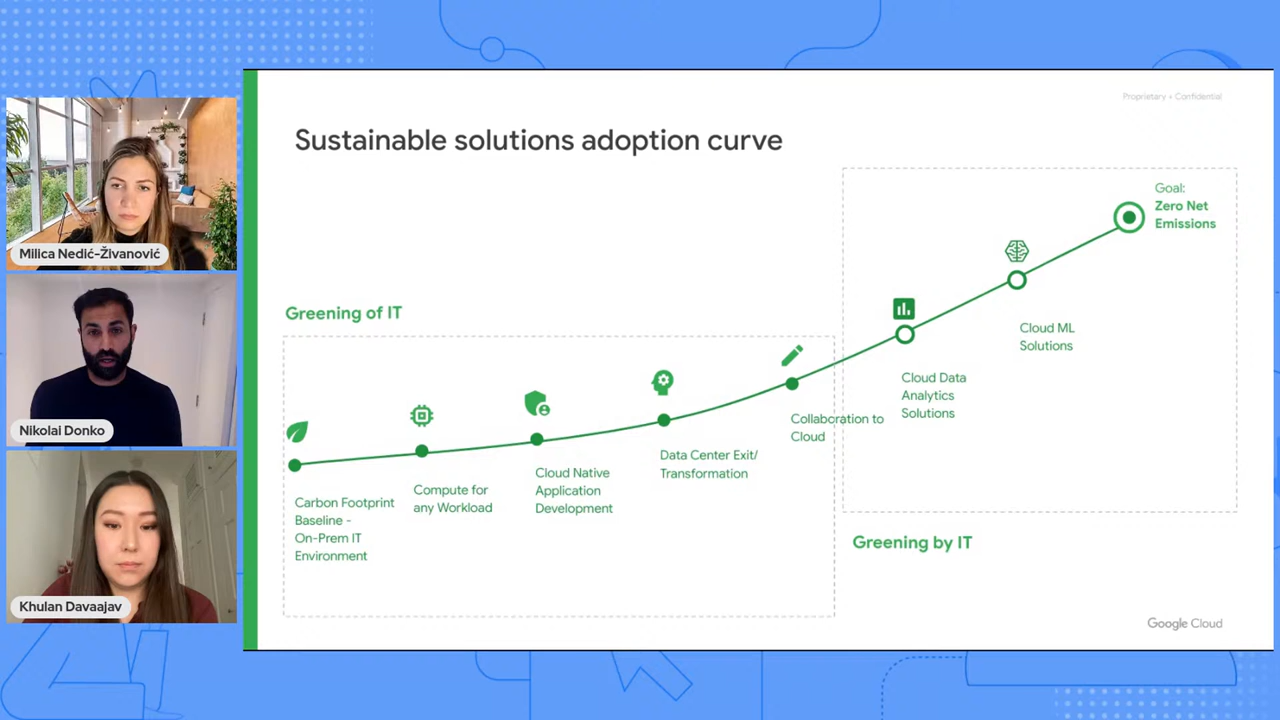 Proprietary + Confidential
Sustainable solutions adoption curve
Goal:
Zero Net
Emissions
Greening of IT
Cloud ML
Solutions
Cloud Data
Analytics
Solutions
Collaboration to
Cloud
Data Center Exit/
Transformation
Cloud Native
Application
Development
Compute for
any Workload
Carbon Footprint
Baseline -
On-Prem IT
Environment
Greening by IT
Google Cloud
Milica Nedić-Živanović
Nikolai Donko
Khulan Davaajav